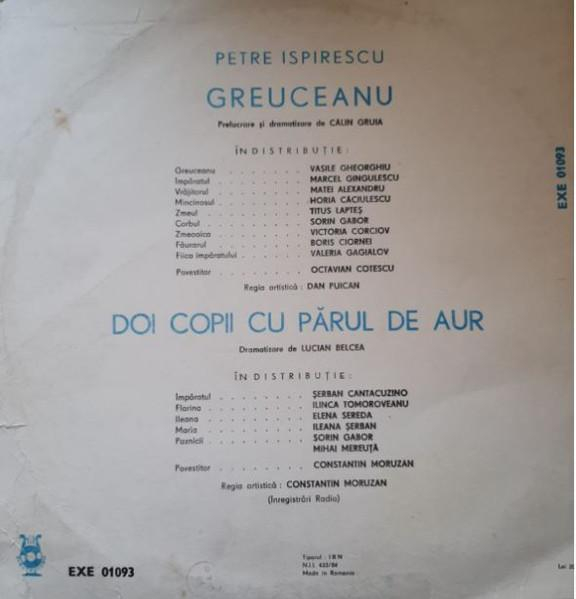 PETRE ISPIRESCU
GREUCEANU
Prelucrare și dramatizare de CĂLIN GRUIA
ÎN DISTRIBUȚIE:
Greuceanu . . . . . . . . VASILE GHEORGHIU
Împăratul . . . . . . . . MARCEL GINGULESCU
Vrăjitorul . . . . . . . . MATEI ALEXANDRU
Mincinosul . . . . . . . . HORIA CĂCIULESCU
Zmeul . . . . . . . . TITUS LAPTEȘ
Corbul . . . . . . . . SORIN GABOR
Zmeoaica . . . . . . . . VICTORIA CORCIOV
Făurarul . . . . . . . . BORIS CIORNEI
Fiica împăratului . . . . . . . . VALERIA GAGIALOV
Povestitor . . . . . . . . OCTAVIAN COTESCU
Regia artistică : DAN PUICAN
DOI COPII CU PĂRUL DE AUR
Dramatizare de LUCIAN BELCEA
ÎN DISTRIBUȚIE:
Împăratul . . . . . . . . ȘERBAN CANTACUZINO
Florina . . . . . . . . ILINCA TOMOROVEANU
Ileana . . . . . . . . ELENA SEREDA
Maria . . . . . . . . ILEANA ȘERBAN
Paznicii . . . . . . . . SORIN GABOR
MIHAI MEREUȚĂ
Povestitor . . . . . . . . CONSTANTIN MORUZAN
Regia artistică : CONSTANTIN MORUZAN
(Înregistrări Radio)
EXE 01093
EXE 01093
Tiparul : I B N
N.I.I. 433/84
Made in Romania
Lei